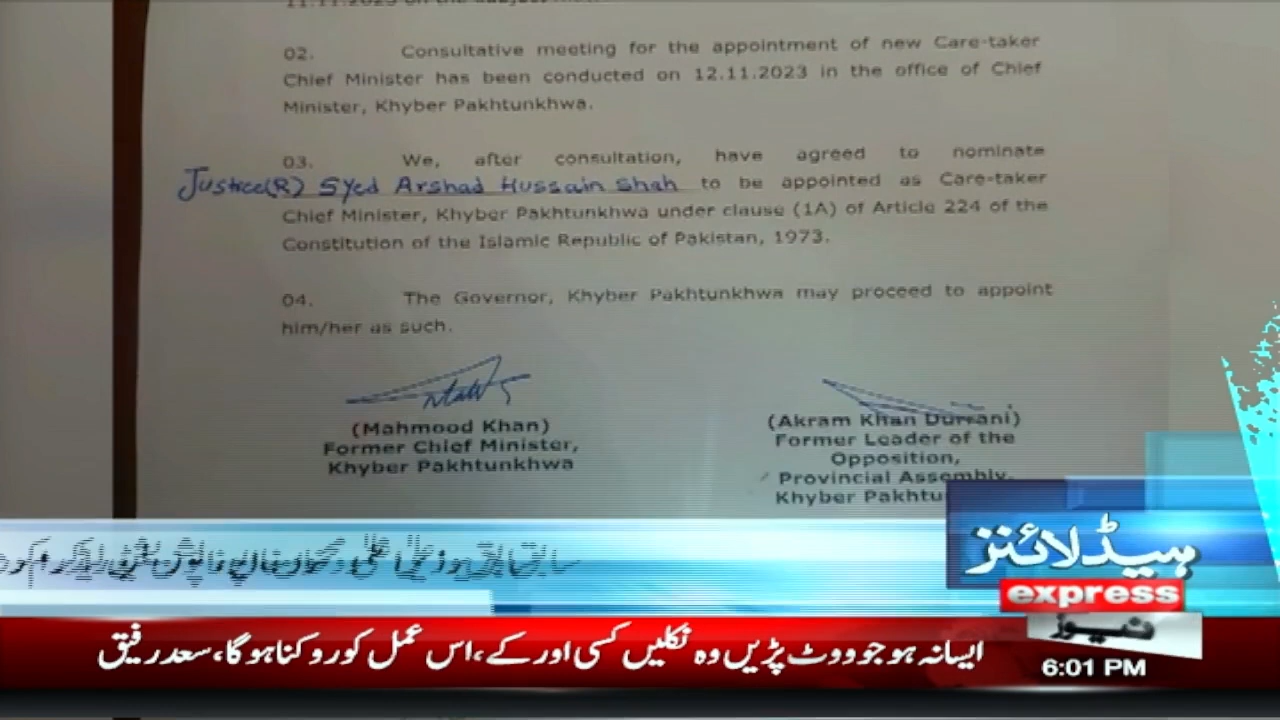 02. Consultative meeting for the appointment of new Care-taker
Chief Minister has been conducted on 12.11.2023 in the office of Chief
Minister, Khyber Pakhtunkhwa.
03. We, after consultation, have agreed to nominate
Justice(R) Syed Arshad Hussain Shah to be appointed as Care-taker
Chief Minister, Khyber Pakhtunkhwa under clause (1A) of Article 224 of the
Constitution of the Islamic Republic of Pakistan, 1973.
04. The Governor, Khyber Pakhtunkhwa may proceed to appoint
him/her as such.
(Mahmood Khan)
Former Chief Minister,
Khyber Pakhtunkhwa
(Akram Khan Durrani)
Former Leader of the
Opposition,
Provincial Assembly,
Khyber Pakhtu
ہیڈلائنز
express
نیوز
6:01 PM
ایسا نہ ہو جو ووٹ پڑیں وہ نکلیں کسی اور کے، اس عمل کو روکنا ہوگا، سعد رفیق